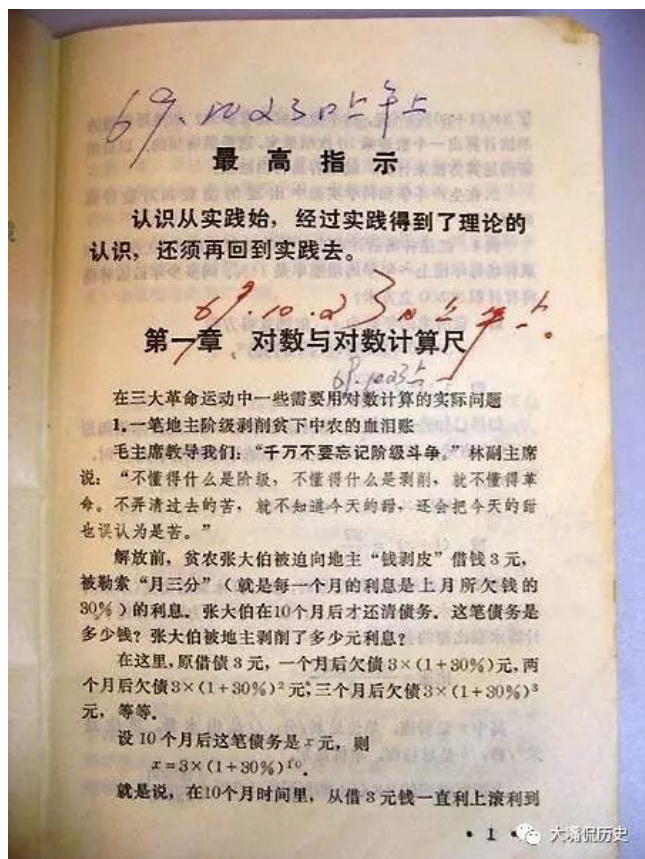 69.10.23日上午上
最高指示
认识从实践始，经过实践得到了理论的
认识，还须再回到实践去。
69.10.23日上午上。
第一章 对数与对数计算尺
69.1023上
在三大革命运动中一些需要用对数计算的实际问题
1.一笔地主阶级剥削贫下中农的血泪账
毛主席教导我们：“千万不要忘记阶级斗争。”林副主席
说：“不懂得什么是阶级，不懂得什么是剥削，就不懂得革
命。不弄清过去的苦，就不知道今天的甜，还会把今天的甜
也误认为是苦。”
解放前，贫农张大伯被迫向地主“钱剥皮”借钱3元，
被勒索“月三分”（就是每一个月的利息是上月所欠钱的
30%）的利息。张大伯在10个月后才还清债务。这笔债务是
多少钱？张大伯被地主剥削了多少元利息？
在这里，原借债3元，一个月后欠债3×(1+30%)元，两
个月后欠债3×(1+30%)²元；三个月后欠债3×(1+30%)³
元，等等。
设10个月后这笔债务是x元，则
x=3×(1+30%)¹⁰.
就是说，在10个月时间里，从借3元钱一直利上滚利到
·1·
大嘴侃历史